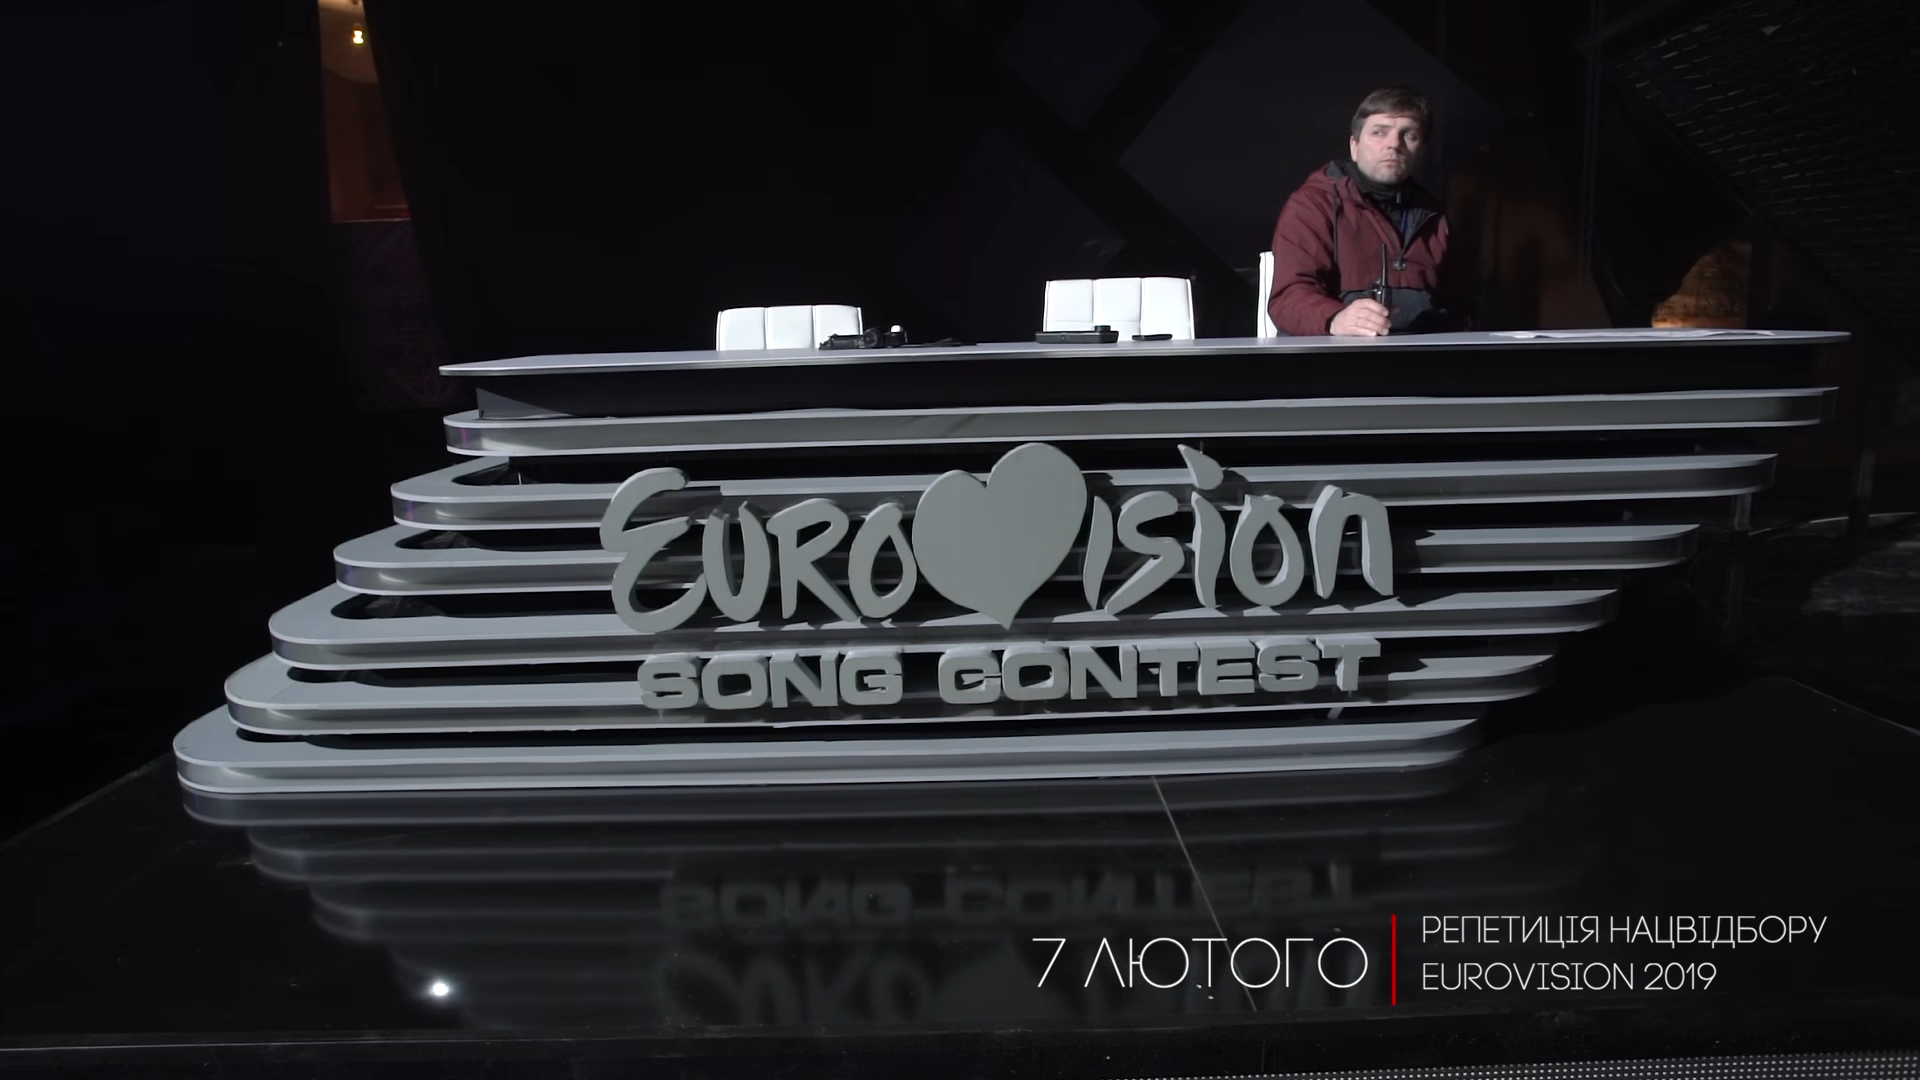 EUROVISION
SONG CONTEST
7 ЛЮТОГО
РЕПЕТИЦІЯ НАЦВІДБОРУ
EUROVISION 2019